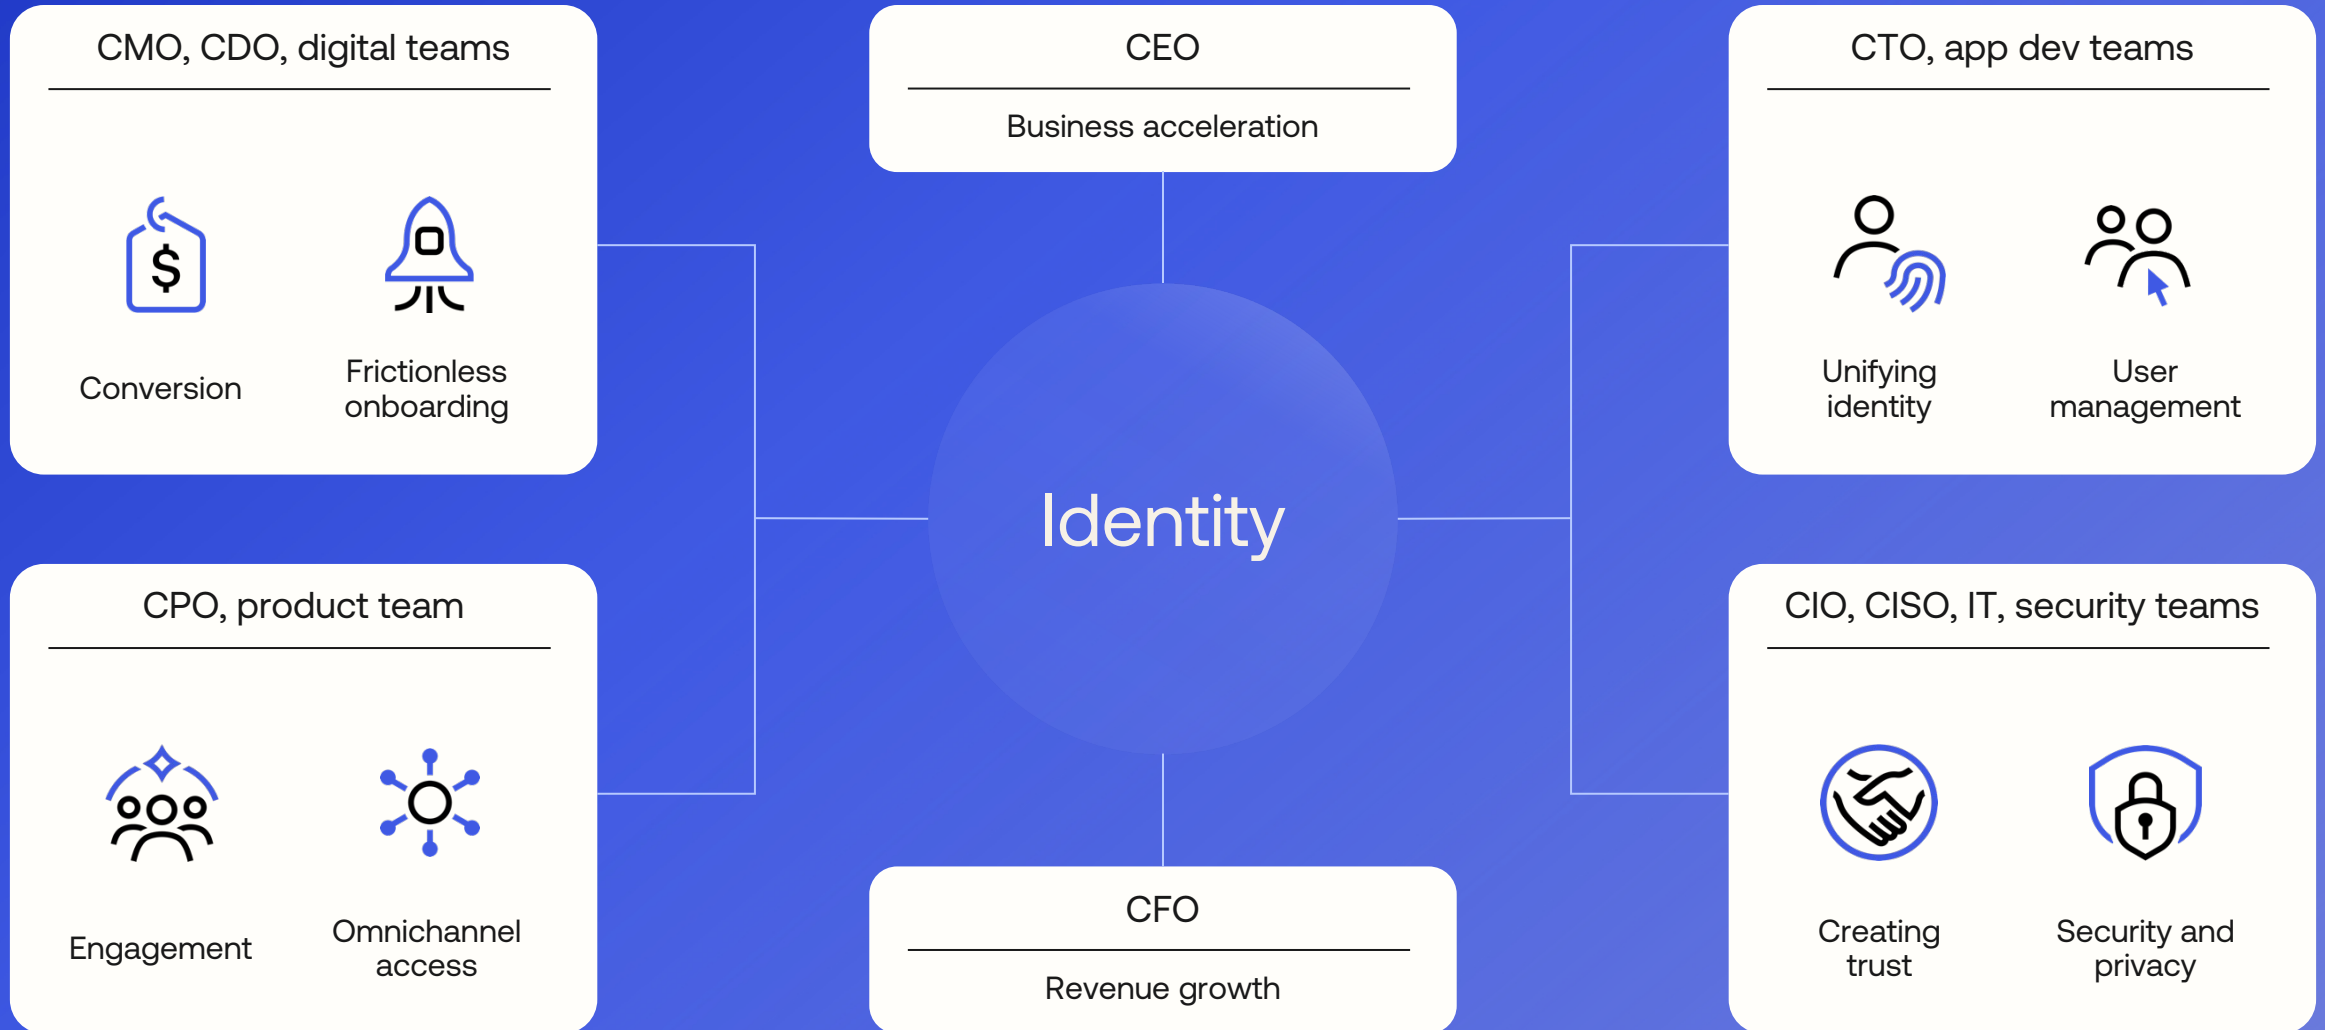 CMO, CDO, digital teams
$
Conversion
Frictionless
onboarding
CEO
Business acceleration
CTO, app dev teams
Unifying
identity
User
management
Identity
CPO, product team
Engagement
Omnichannel
access
CFO
Revenue growth
CIO, CISO, IT, security teams
Creating
trust
Security and
privacy